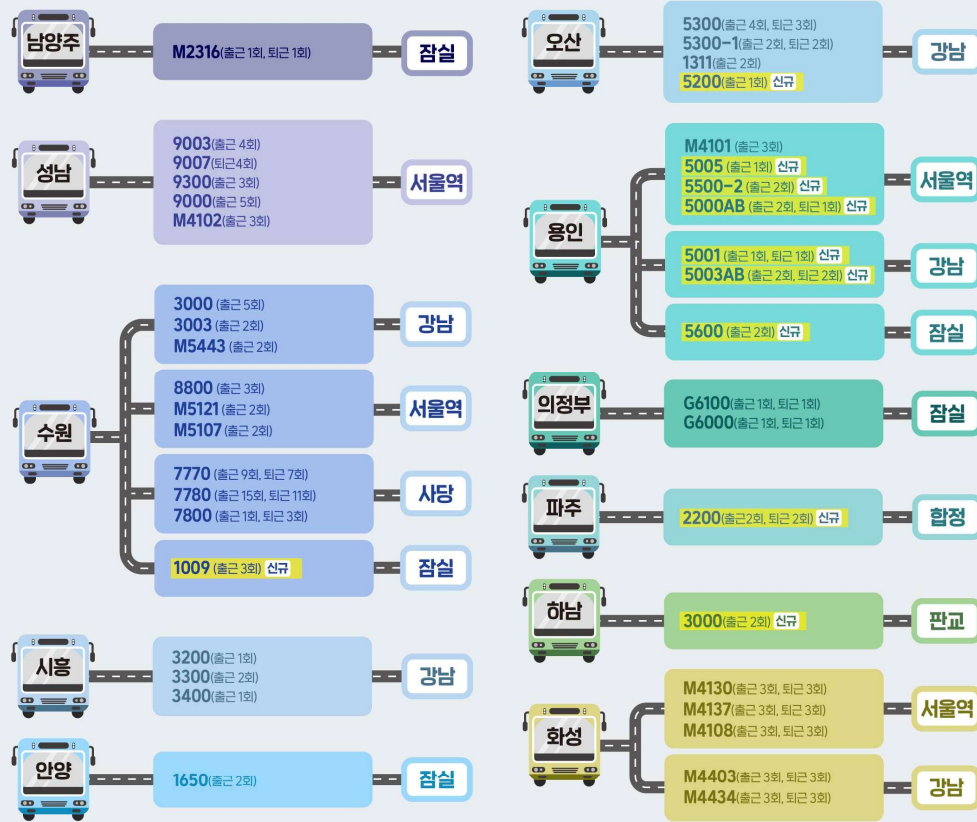 남양주
M2316(출근 1회, 퇴근 1회)
잠실
성남
9003(출근 4회)
9007(퇴근4회)
9300(출근 3회)
9000(출근 5회)
M4102(출근 3회)
서울역
수원
3000 (출근 5회)
3003 (출근 2회)
M5443 (출근 2회)
강남
8800 (출근 3회)
M5121 (출근 2회)
M5107 (출근 2회)
서울역
7770 (출근 9회, 퇴근 7회)
7780 (출근 15회, 퇴근 11회)
7800 (출근 1회, 퇴근 3회)
사당
1009 (출근 3회) 신규
잠실
시흥
3200(출근 1회)
3300(출근 2회)
3400(출근 1회)
강남
안양
1650(출근 2회)
잠실
오산
5300(출근 4회, 퇴근 3회)
5300-1(출근 2회, 퇴근 2회)
1311(출근 2회)
5200(출근 1회) 신규
강남
용인
M4101 (출근 3회)
5005 (출근 1회) 신규
5500-2 (출근 2회) 신규
5000AB (출근 2회, 퇴근 1회) 신규
서울역
5001 (출근 1회, 퇴근 1회) 신규
5003AB (출근 2회, 퇴근 2회) 신규
강남
5600 (출근 2회) 신규
잠실
의정부
G6100(출근 1회, 퇴근 1회)
G6000(출근 1회, 퇴근 1회)
잠실
파주
2200(출근2회, 퇴근 2회) 신규
합정
하남
3000(출근 2회) 신규
판교
화성
M4130(출근 3회, 퇴근 3회)
M4137(출근 3회, 퇴근 3회)
M4108(출근 3회, 퇴근 3회)
서울역
M4403(출근 3회, 퇴근 3회)
M4434(출근 3회, 퇴근 3회)
강남